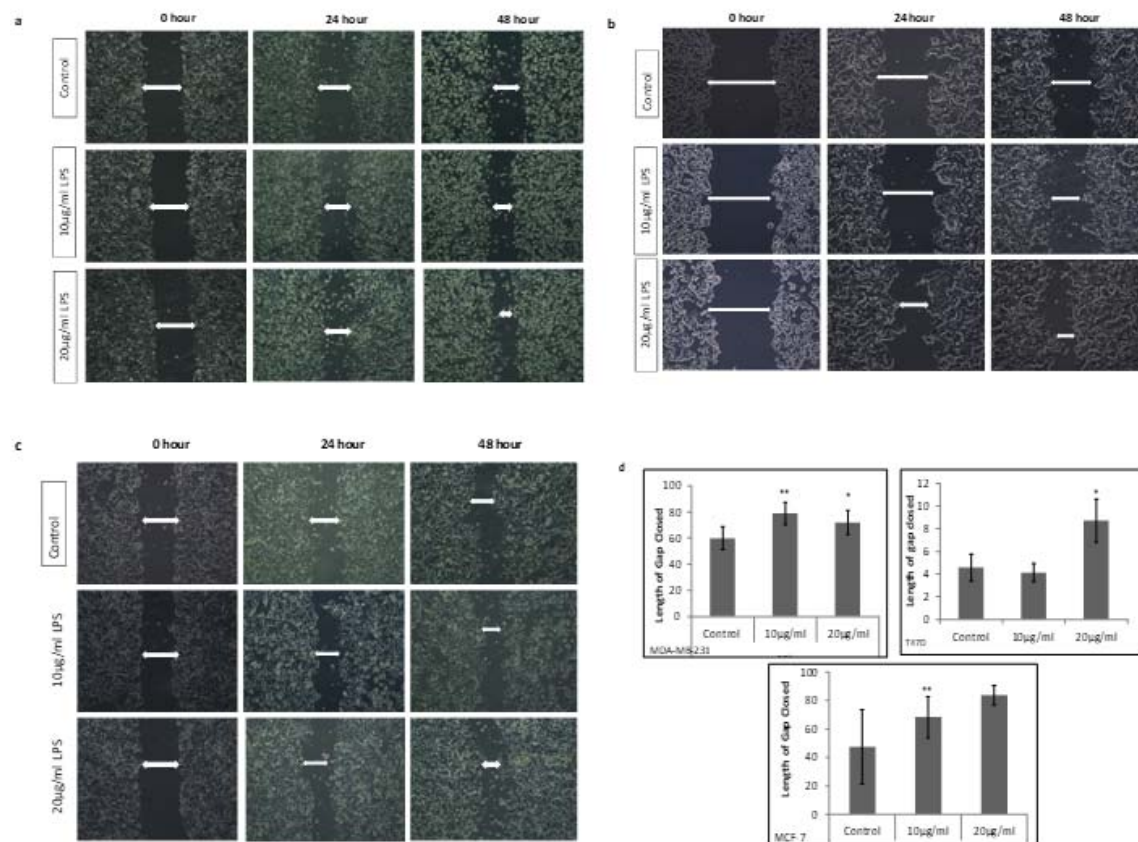 a
0 hour 24 hour 48 hour
Control
10µg/ml LPS
20µg/ml LPS
b
0 hour 24 hour 48 hour
Control
10µg/ml LPS
20µg/ml LPS
c
0 hour 24 hour 48 hour
Control
10µg/ml LPS
20µg/ml LPS
d
Length of Gap Closed
100
80
60
40
20
0
** *
Control 10µg/ml 20µg/ml
MDA-MB-231
Length of gap closed
12
10
8
6
4
2
0
*
Control 10µg/ml 20µg/ml
T47D
Length of Gap Closed
100
80
60
40
20
0
**
Control 10µg/ml 20µg/ml
MCF 7